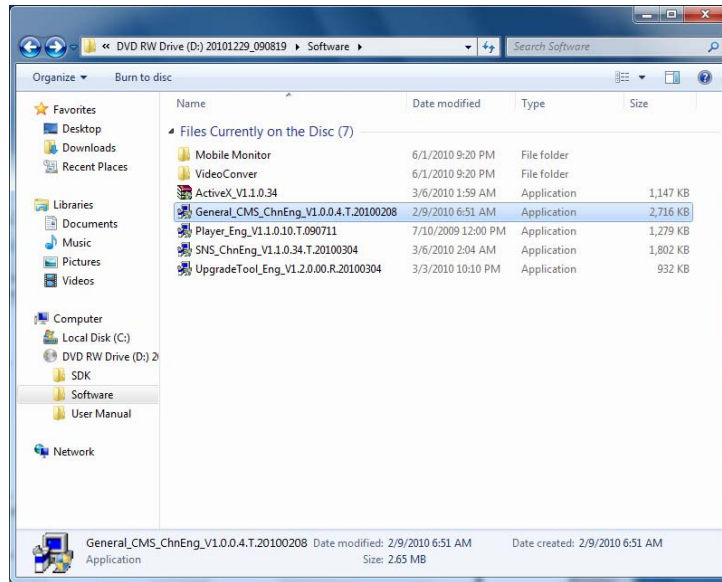 « DVD RW Drive (D:) 20101229_090819 ▸ Software ▸ Search Software
Organize ▾ Burn to disc
Favorites
Desktop
Downloads
Recent Places
Libraries
Documents
Music
Pictures
Videos
Computer
Local Disk (C:)
DVD RW Drive (D:) 20
SDK
Software
User Manual
Network
Name Date modified Type Size
Files Currently on the Disc (7)
Mobile Monitor 6/1/2010 9:20 PM File folder
VideoConver 6/1/2010 9:20 PM File folder
ActiveX_V1.1.0.34 3/6/2010 1:59 AM Application 1,147 KB
General_CMS_ChnEng_V1.0.0.4.T.20100208 2/9/2010 6:51 AM Application 2,716 KB
Player_Eng_V1.1.0.10.T.090711 7/10/2009 12:00 PM Application 1,279 KB
SNS_ChnEng_V1.1.0.34.T.20100304 3/6/2010 2:04 AM Application 1,802 KB
UpgradeTool_Eng_V1.2.0.00.R.20100304 3/3/2010 10:10 PM Application 932 KB
General_CMS_ChnEng_V1.0.0.4.T.20100208 Date modified: 2/9/2010 6:51 AM Date created: 2/9/2010 6:51 AM
Application Size: 2.65 MB